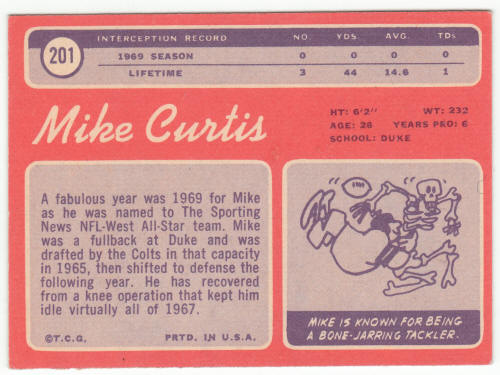 201
INTERCEPTION RECORD NO. YDS. AVG. TDs
1969 SEASON 0 0 0 0
LIFETIME 3 44 14.6 1
Mike Curtis
HT: 6'2" WT: 232
AGE: 26 YEARS PRO: 6
SCHOOL: DUKE
A fabulous year was 1969 for Mike
as he was named to The Sporting
News NFL-West All-Star team. Mike
was a fullback at Duke and was
drafted by the Colts in that capacity
in 1965, then shifted to defense the
following year. He has recovered
from a knee operation that kept him
idle virtually all of 1967.
©T.C.G. PRTD. IN U.S.A.
MIKE IS KNOWN FOR BEING
A BONE-JARRING TACKLER.